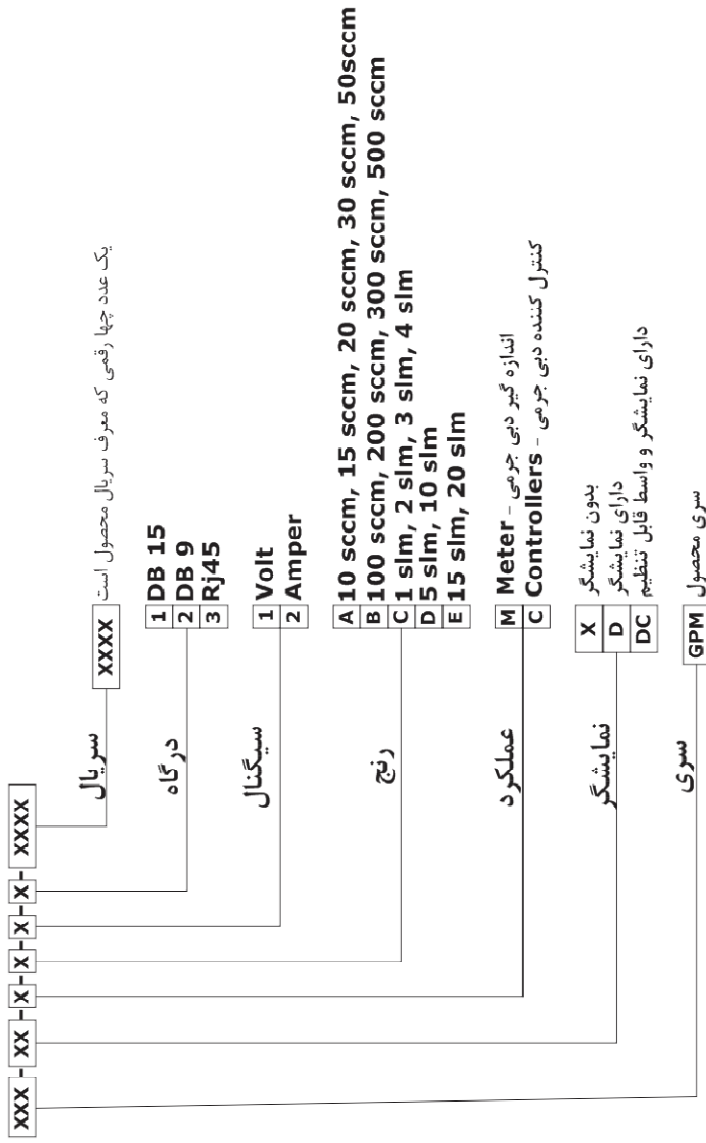 XXX-XX-X-X-X-X-XXXX
سریال
XXXX یک عدد چهار رقمی که معرف سریال محصول است
درگاه
1 DB 15
2 DB 9
3 Rj45
سیگنال
1 Volt
2 Amper
رنج
A 10 sccm, 15 sccm, 20 sccm, 30 sccm, 50sccm
B 100 sccm, 200 sccm, 300 sccm, 500 sccm
C 1 slm, 2 slm, 3 slm, 4 slm
D 5 slm, 10 slm
E 15 slm, 20 slm
عملکرد
M Meter - اندازه گیر دبی جرمی
C Controllers - کنترل کننده دبی جرمی
نمایشگر
X بدون نمایشگر
D دارای نمایشگر
DC دارای نمایشگر و واسط قابل تنظیم
سری
GPM سری محصول